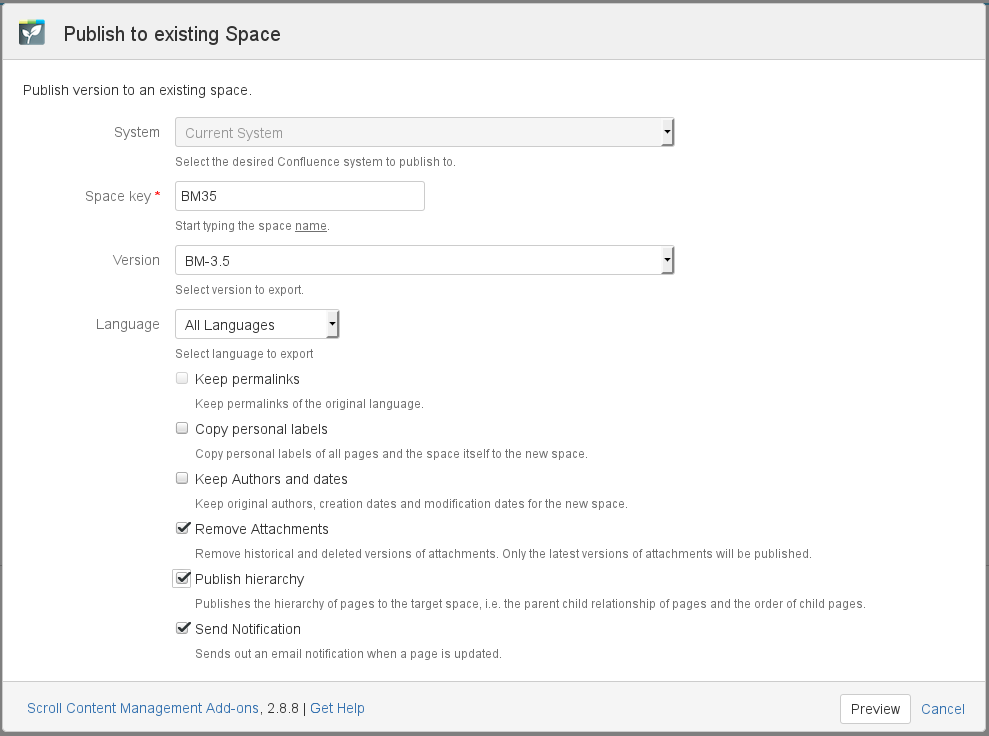 Publish to existing Space
Publish version to an existing space.
System
Current System
Select the desired Confluence system to publish to.
Space key *
BM35
Start typing the space name.
Version
BM-3.5
Select version to export.
Language
All Languages
Select language to export
Keep permalinks
Keep permalinks of the original language.
Copy personal labels
Copy personal labels of all pages and the space itself to the new space.
Keep Authors and dates
Keep original authors, creation dates and modification dates for the new space.
Remove Attachments
Remove historical and deleted versions of attachments. Only the latest versions of attachments will be published.
Publish hierarchy
Publishes the hierarchy of pages to the target space, i.e. the parent child relationship of pages and the order of child pages.
Send Notification
Sends out an email notification when a page is updated.
Scroll Content Management Add-ons, 2.8.8 | Get Help
Preview
Cancel